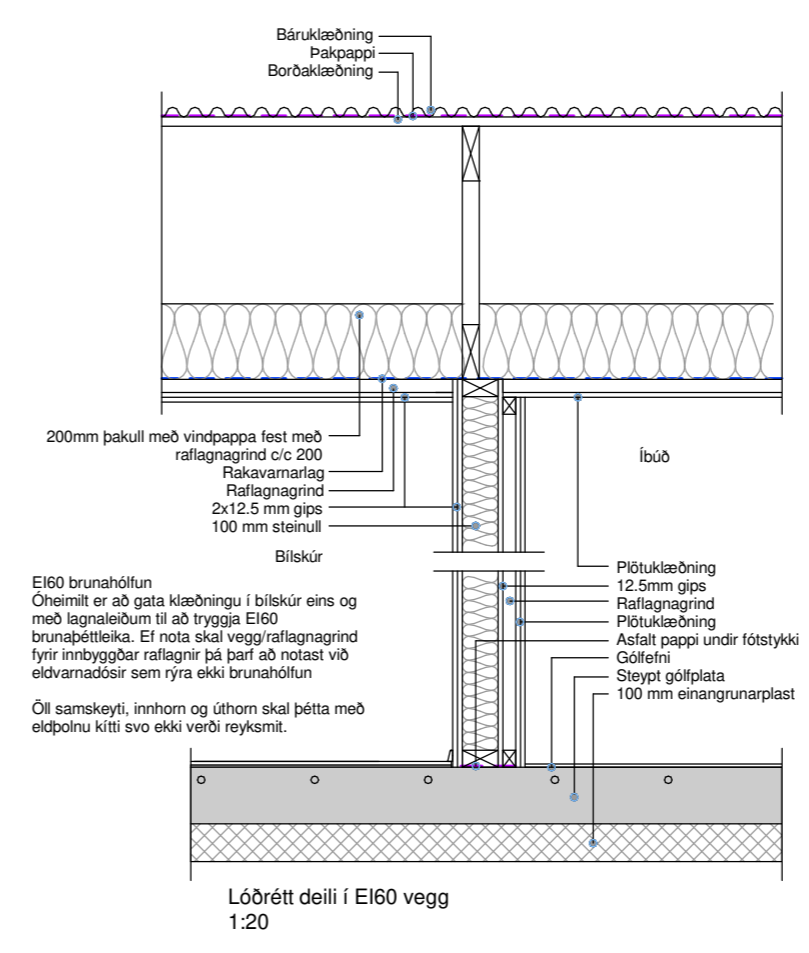 Báruklæðning
Þakpappi
Borðaklæðning
200mm þakull með vindpappa fest með
raflagnagrind c/c 200
Rakavarnarlag
Raflagnagrind
2x12.5 mm gips
100 mm steinull
Íbúð
Bílskúr
EI60 brunahólfun
Óheimilt er að gata klæðningu í bílskúr eins og
með lagnaleiðum til að tryggja EI60
brunaþéttleika. Ef nota skal vegg/raflagnagrind
fyrir innbyggðar raflagnir þá þarf að notast við
eldvarnadósir sem rýra ekki brunahólfun
Öll samskeyti, innhorn og úthorn skal þétta með
eldþolnu kítti svo ekki verði reyksmit.
Plötuklæðning
12.5mm gips
Raflagnagrind
Plötuklæðning
Asfalt pappi undir fótstykki
Gólfefni
Steypt gólfplata
100 mm einangrunarplast
Lóðrétt deili í EI60 vegg
1:20